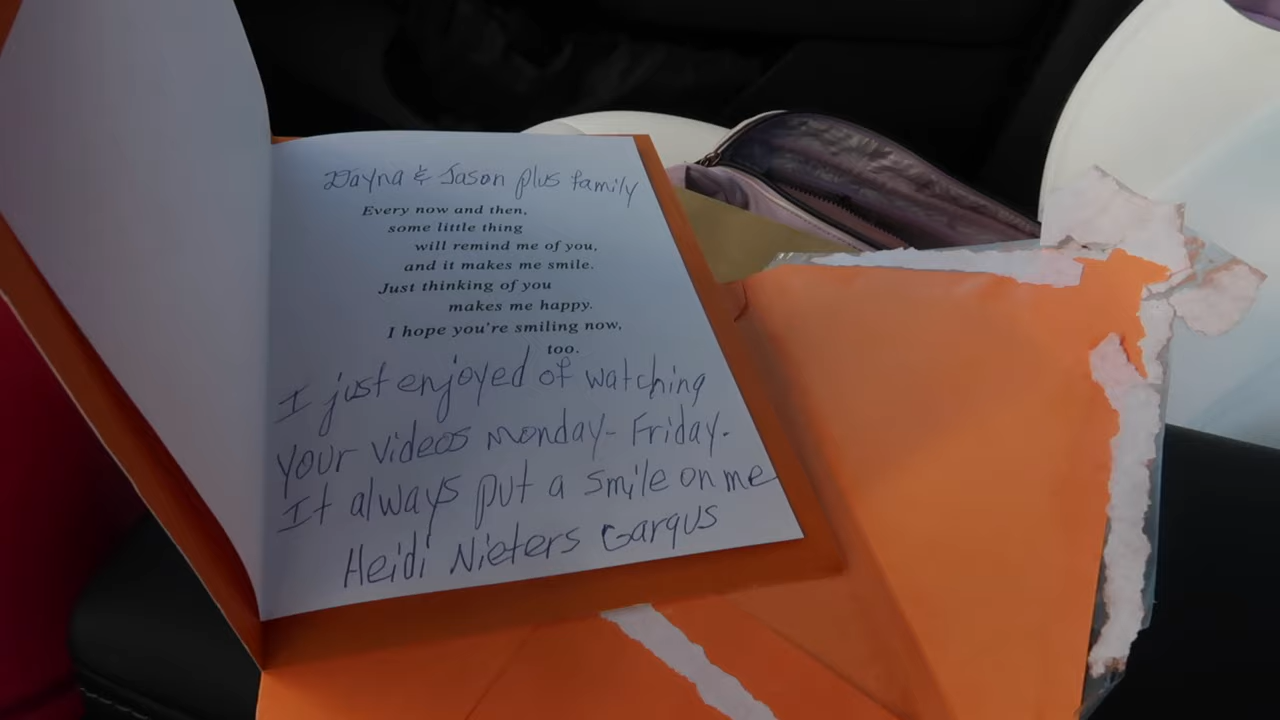 Dayna & Jason plus family
Every now and then,
some little thing
will remind me of you,
and it makes me smile.
Just thinking of you
makes me happy.
I hope you're smiling now,
too.
I just enjoyed of watching
your videos monday-Friday.
It always put a smile on me
Heidi Nieters Gargus